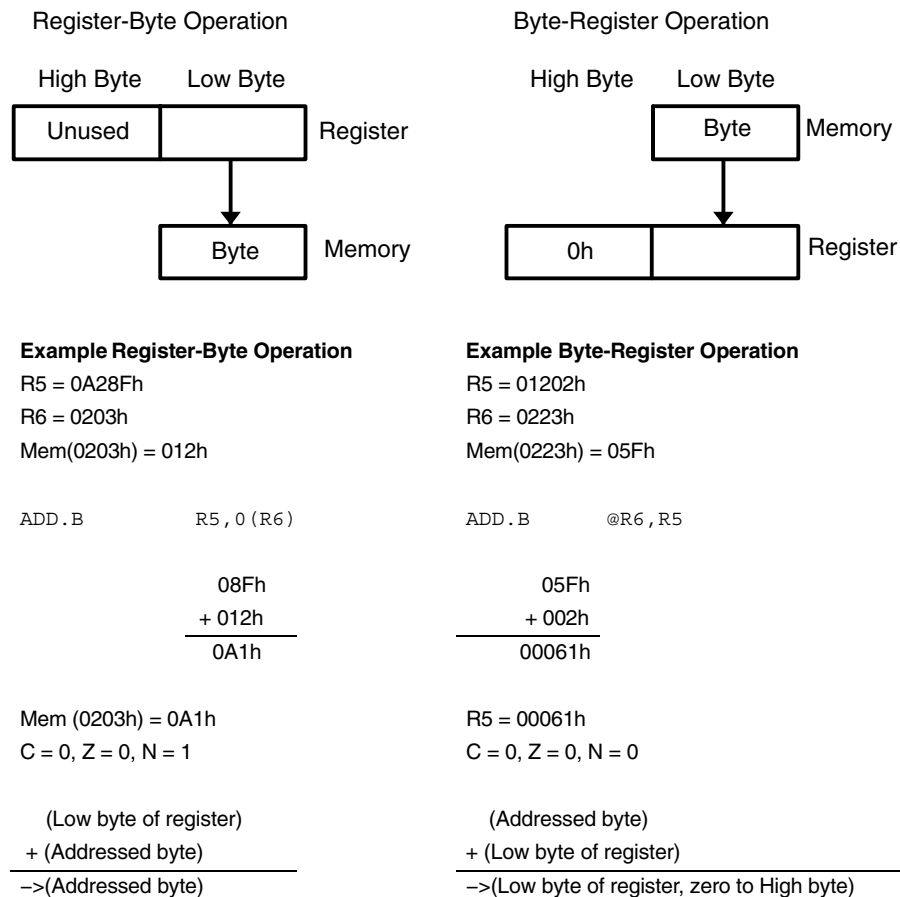 Register-Byte Operation
High Byte Low Byte
Unused Register
Byte Memory
Example Register-Byte Operation
R5 = 0A28Fh
R6 = 0203h
Mem(0203h) = 012h
ADD.B R5,0(R6)
08Fh
+ 012h
0A1h
Mem (0203h) = 0A1h
C = 0, Z = 0, N = 1
(Low byte of register)
+ (Addressed byte)
–>(Addressed byte)
Byte-Register Operation
High Byte Low Byte
Byte Memory
0h Register
Example Byte-Register Operation
R5 = 01202h
R6 = 0223h
Mem(0223h) = 05Fh
ADD.B @R6,R5
05Fh
+ 002h
00061h
R5 = 00061h
C = 0, Z = 0, N = 0
(Addressed byte)
+ (Low byte of register)
–>(Low byte of register, zero to High byte)